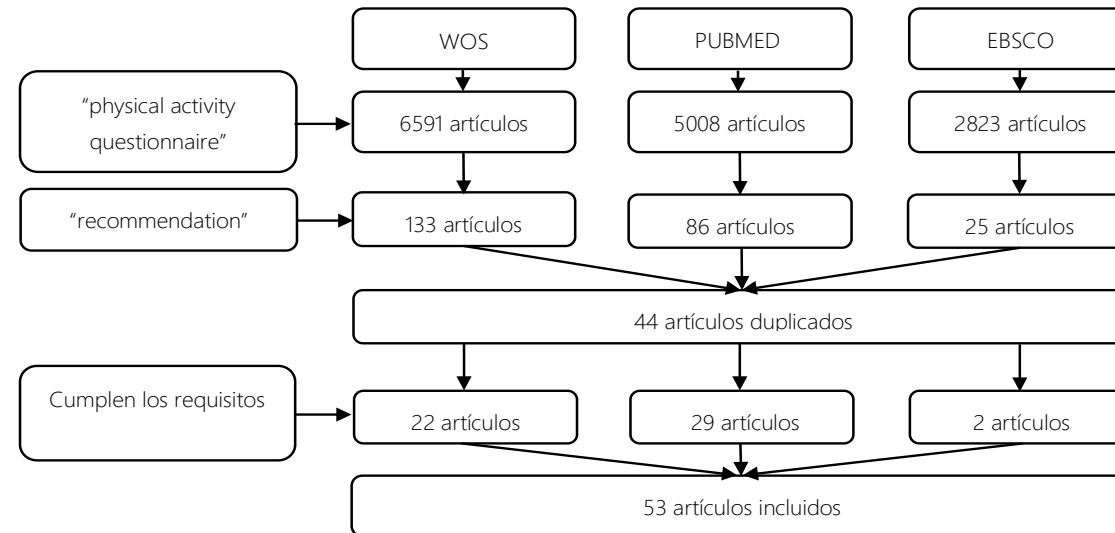 WOS
PUBMED
EBSCO
“physical activity
questionnaire”
6591 artículos
5008 artículos
2823 artículos
“recommendation”
133 artículos
86 artículos
25 artículos
44 artículos duplicados
Cumplen los requisitos
22 artículos
29 artículos
2 artículos
53 artículos incluidos